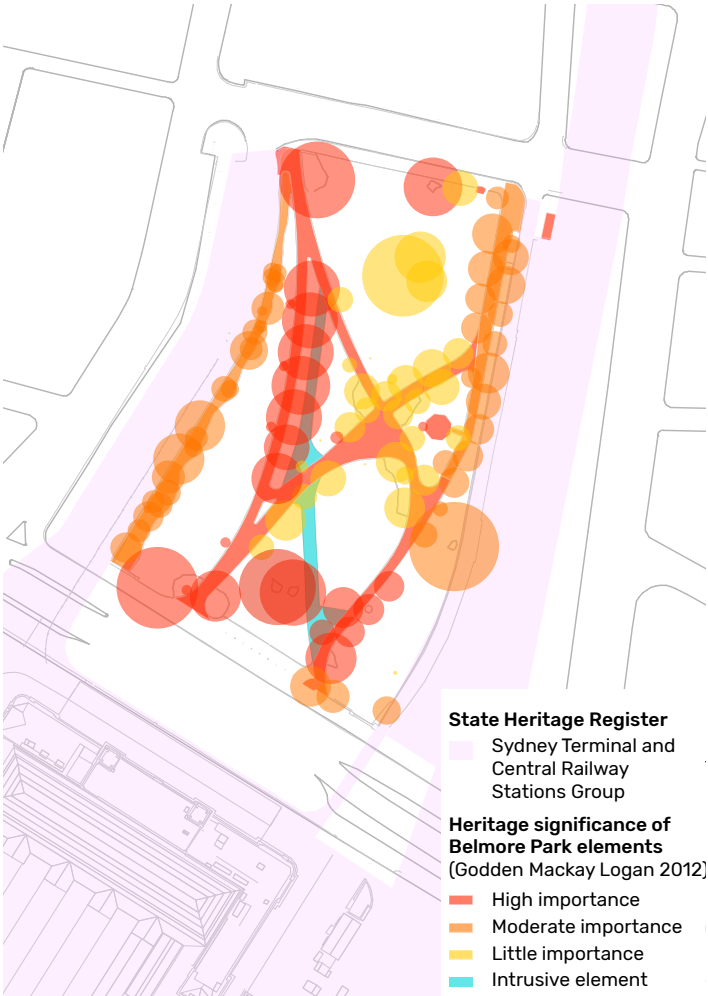 State Heritage Register
Sydney Terminal and
Central Railway
Stations Group
Heritage significance of
Belmore Park elements
(Godden Mackay Logan 2012)
High importance
Moderate importance
Little importance
Intrusive element